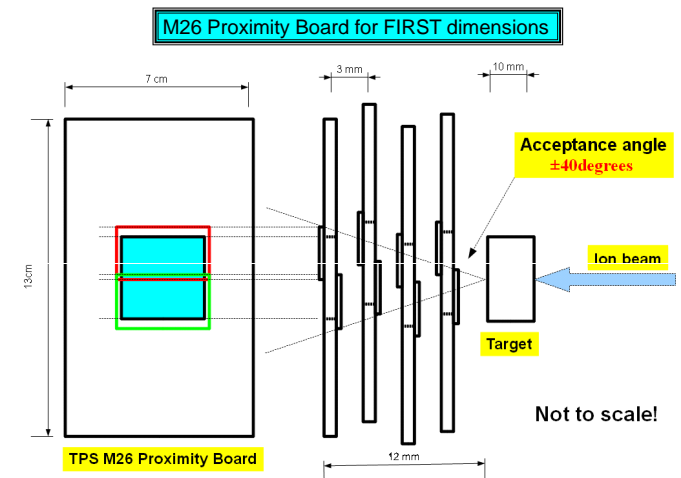 M26 Proximity Board for FIRST dimensions
7 cm
3 mm
10 mm
Acceptance angle
±40degrees
13cm
Ion beam
Target
Not to scale!
TPS M26 Proximity Board
12 mm